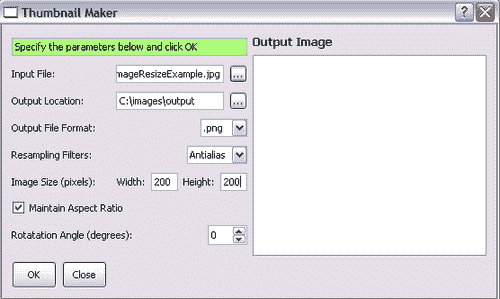 Thumbnail Maker
Specify the parameters below and click OK
Output Image
Input File: mageResizeExample.jpg ...
Output Location: C:\images\output ...
Output File Format: .png
Resampling Filters: Antialias
Image Size (pixels): Width: 200 Height: 200
Maintain Aspect Ratio
Rotatation Angle (degrees): 0
OK Close